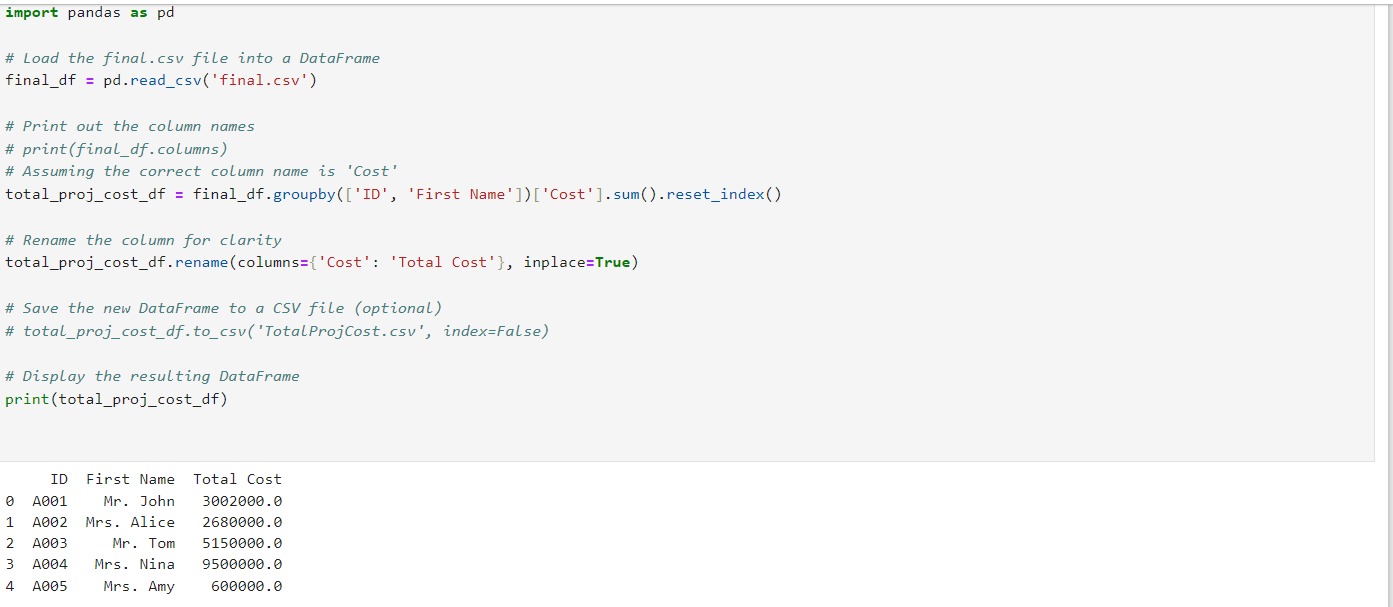 import pandas as pd
# Load the final.csv file into a DataFrame
final_df = pd.read_csv('final.csv')
# Print out the column names
# print(final_df.columns)
# Assuming the correct column name is 'Cost'
total_proj_cost_df = final_df.groupby(['ID', 'First Name'])['Cost'].sum().reset_index()
# Rename the column for clarity
total_proj_cost_df.rename(columns={'Cost': 'Total Cost'}, inplace=True)
# Save the new DataFrame to a CSV file (optional)
# total_proj_cost_df.to_csv('TotalProjCost.csv', index=False)
# Display the resulting DataFrame
print(total_proj_cost_df)
ID First Name Total Cost
0 A001 Mr. John 3002000.0
1 A002 Mrs. Alice 2680000.0
2 A003 Mr. Tom 5150000.0
3 A004 Mrs. Nina 9500000.0
4 A005 Mrs. Amy 600000.0